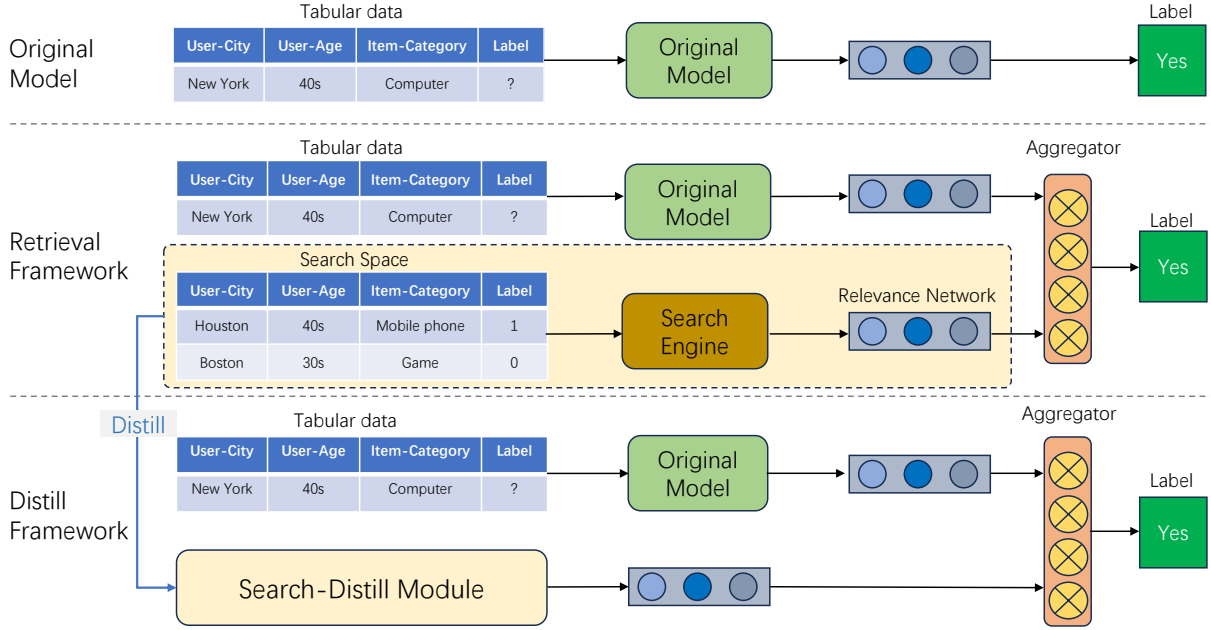 Original
Model
Tabular data
User-City User-Age Item-Category Label
New York 40s Computer ?
Original
Model
Label
Yes
Retrieval
Framework
Tabular data
User-City User-Age Item-Category Label
New York 40s Computer ?
Original
Model
Aggregator
Label
Yes
Search Space
User-City User-Age Item-Category Label
Houston 40s Mobile phone 1
Boston 30s Game 0
Search
Engine
Relevance Network
Distill
Distill
Framework
Tabular data
User-City User-Age Item-Category Label
New York 40s Computer ?
Original
Model
Aggregator
Label
Yes
Search-Distill Module